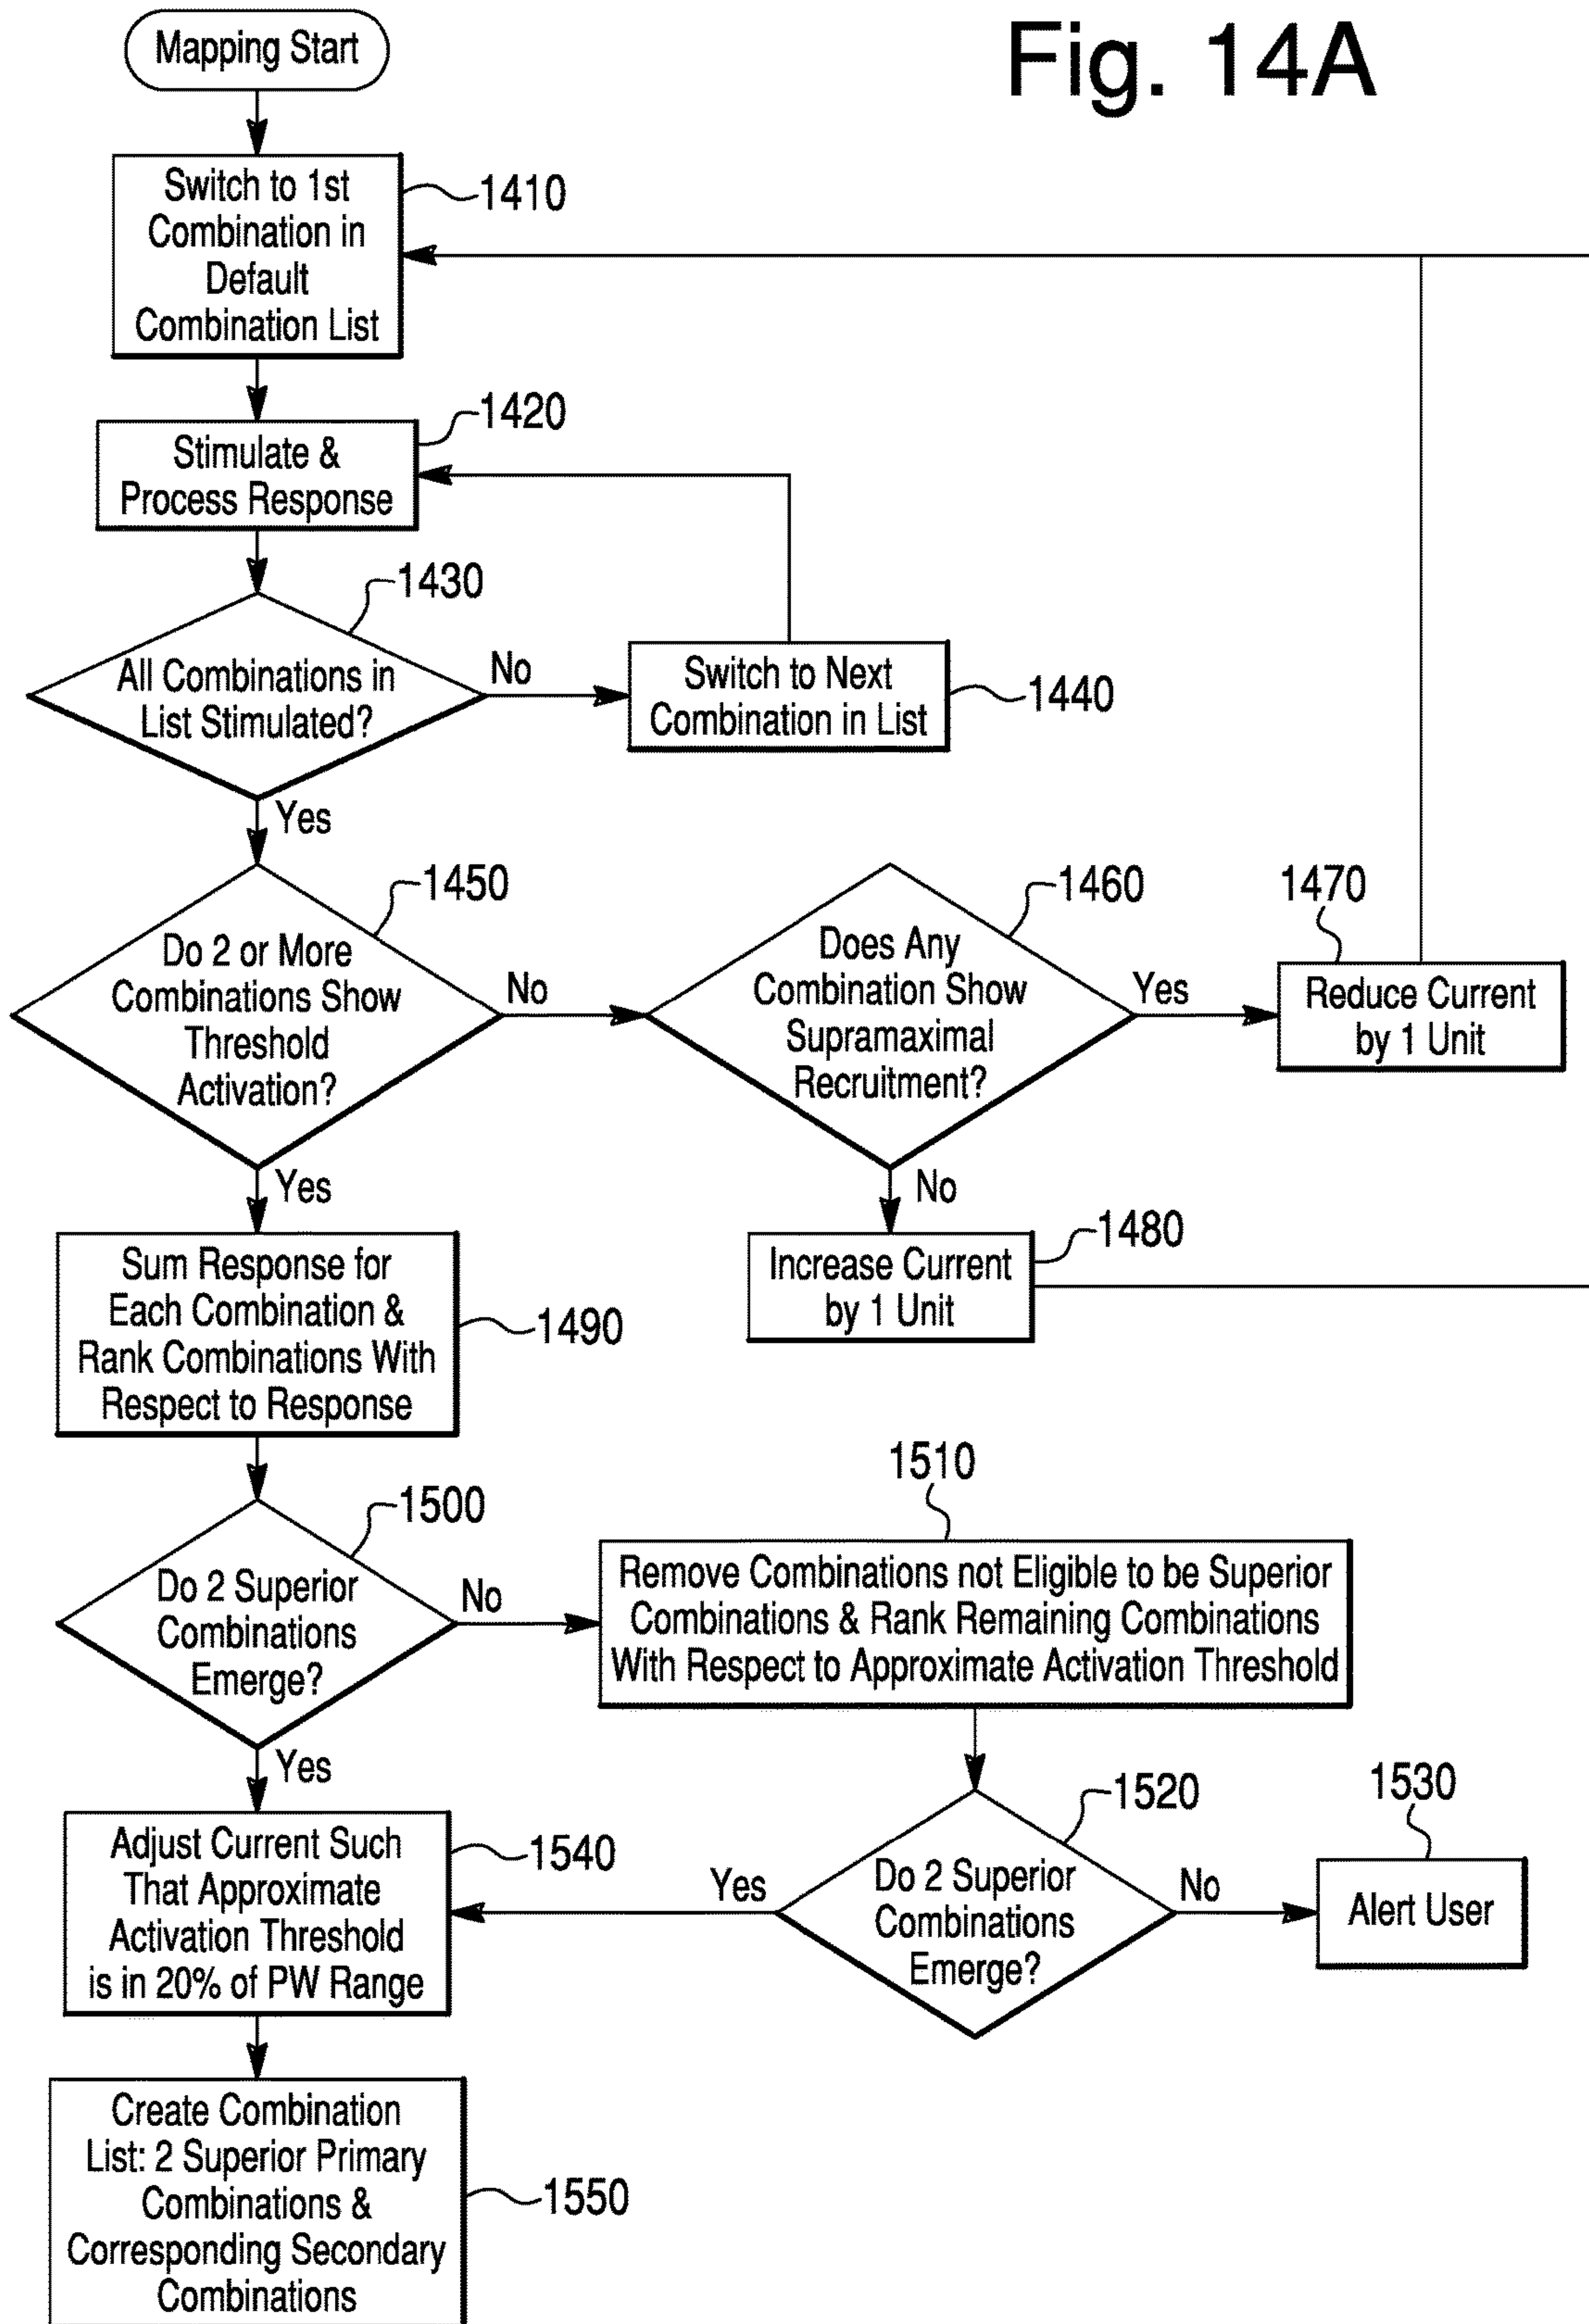 Fig. 14A
Mapping Start
Switch to 1st
Combination in
Default
Combination List
1410
Stimulate &
Process Response
1420
1430
All Combinations in
List Stimulated?
No
Switch to Next
Combination in List
1440
Yes
1450
Do 2 or More
Combinations Show
Threshold
Activation?
No
1460
Does Any
Combination Show
Supramaximal
Recruitment?
Yes
1470
Reduce Current
by 1 Unit
No
1480
Increase Current
by 1 Unit
Yes
Sum Response for
Each Combination &
Rank Combinations With
Respect to Response
1490
1500
Do 2 Superior
Combinations
Emerge?
No
1510
Remove Combinations not Eligible to be Superior
Combinations & Rank Remaining Combinations
With Respect to Approximate Activation Threshold
Yes
1520
Do 2 Superior
Combinations
Emerge?
No
1530
Alert User
Yes
Adjust Current Such
That Approximate
Activation Threshold
is in 20% of PW Range
1540
Create Combination
List: 2 Superior Primary
Combinations &
Corresponding Secondary
Combinations
1550